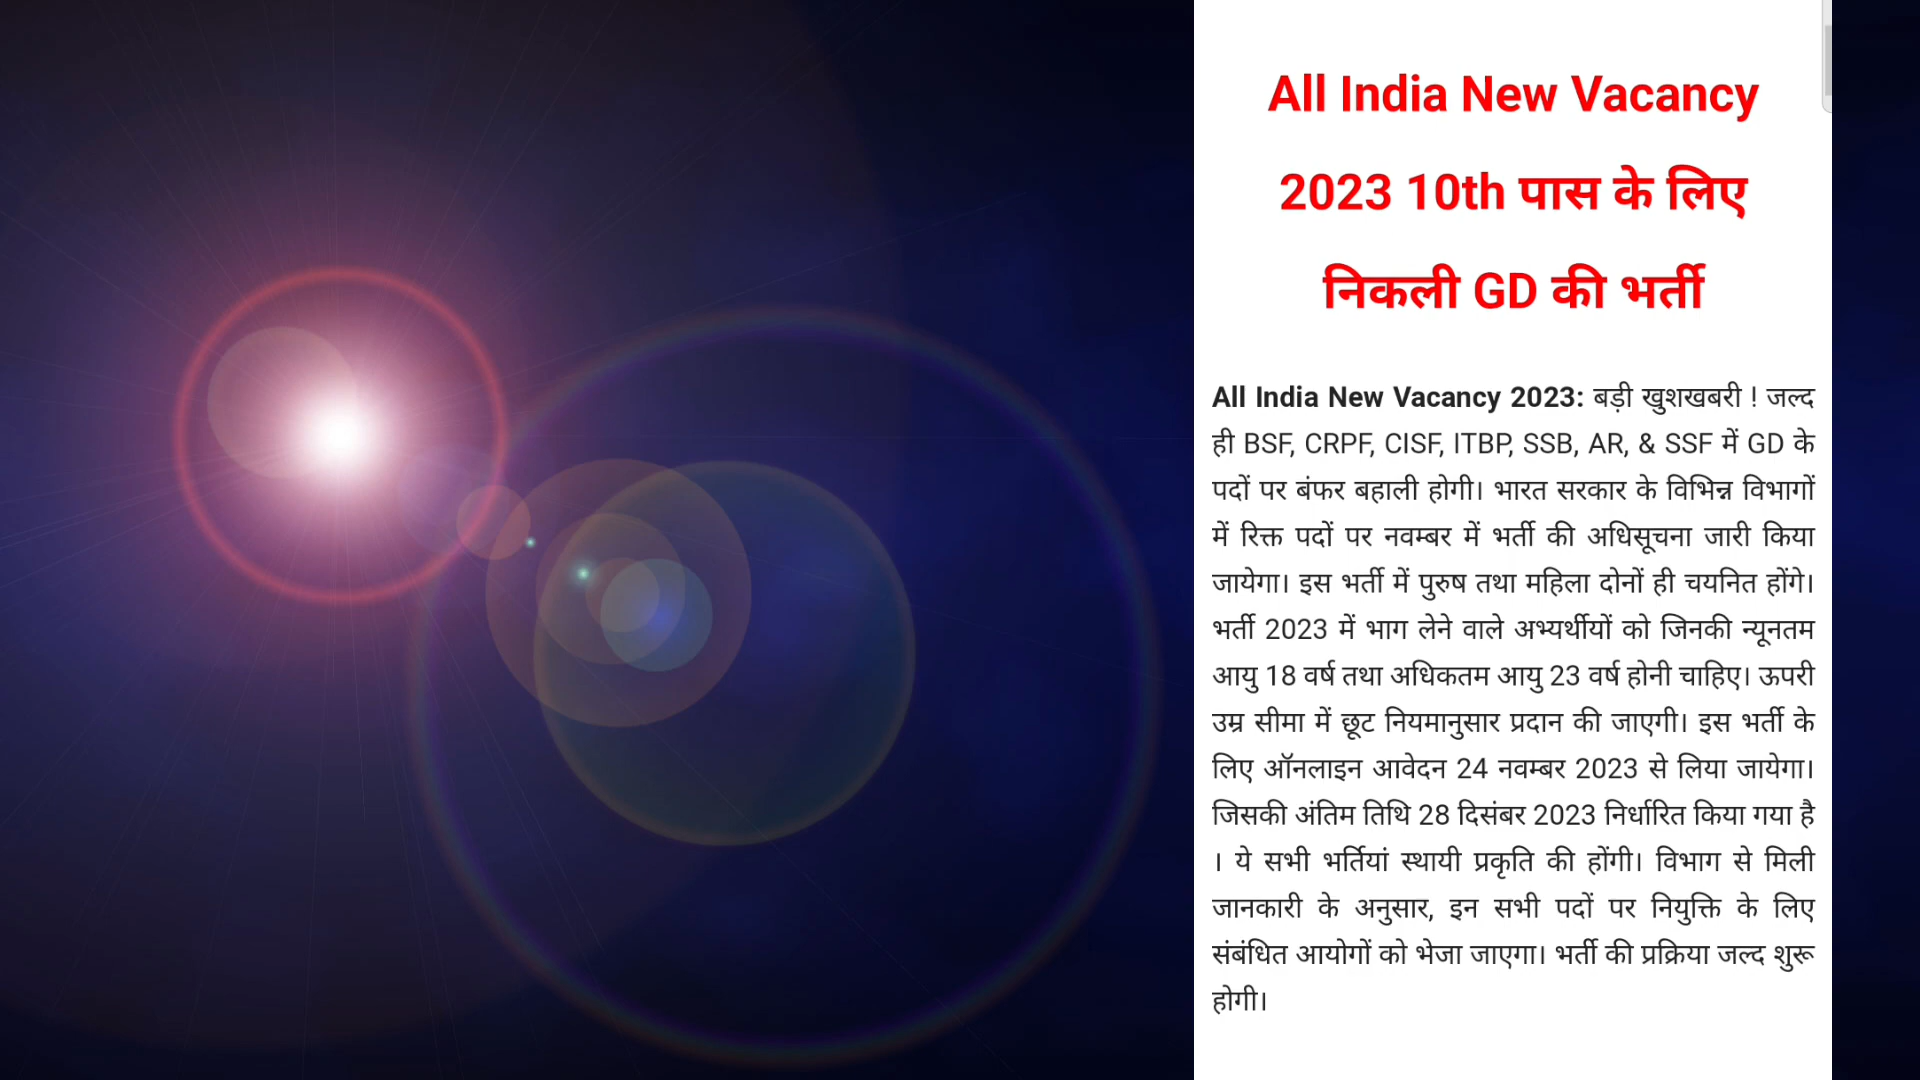 All India New Vacancy
2023 10th पास के लिए
निकली GD की भर्ती
All India New Vacancy 2023: बड़ी खुशखबरी ! जल्द
ही BSF, CRPF, CISF, ITBP, SSB, AR, & SSF में GD के
पदों पर बंफर बहाली होगी। भारत सरकार के विभिन्न विभागों
में रिक्त पदों पर नवम्बर में भर्ती की अधिसूचना जारी किया
जायेगा। इस भर्ती में पुरुष तथा महिला दोनों ही चयनित होंगे।
भर्ती 2023 में भाग लेने वाले अभ्यर्थीयों को जिनकी न्यूनतम
आयु 18 वर्ष तथा अधिकतम आयु 23 वर्ष होनी चाहिए। ऊपरी
उम्र सीमा में छूट नियमानुसार प्रदान की जाएगी। इस भर्ती के
लिए ऑनलाइन आवेदन 24 नवम्बर 2023 से लिया जायेगा।
जिसकी अंतिम तिथि 28 दिसंबर 2023 निर्धारित किया गया है
। ये सभी भर्तियां स्थायी प्रकृति की होंगी। विभाग से मिली
जानकारी के अनुसार, इन सभी पदों पर नियुक्ति के लिए
संबंधित आयोगों को भेजा जाएगा। भर्ती की प्रक्रिया जल्द शुरू
होगी।